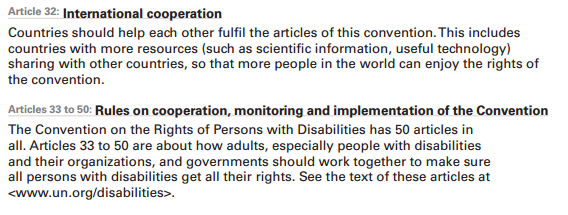 Article 32: International cooperation
Countries should help each other fulfil the articles of this convention. This includes
countries with more resources (such as scientific information, useful technology)
sharing with other countries, so that more people in the world can enjoy the rights of
the convention.
Articles 33 to 50: Rules on cooperation, monitoring and implementation of the Convention
The Convention on the Rights of Persons with Disabilities has 50 articles in
all. Articles 33 to 50 are about how adults, especially people with disabilities
and their organizations, and governments should work together to make sure
all persons with disabilities get all their rights. See the text of these articles at
<www.un.org/disabilities>.